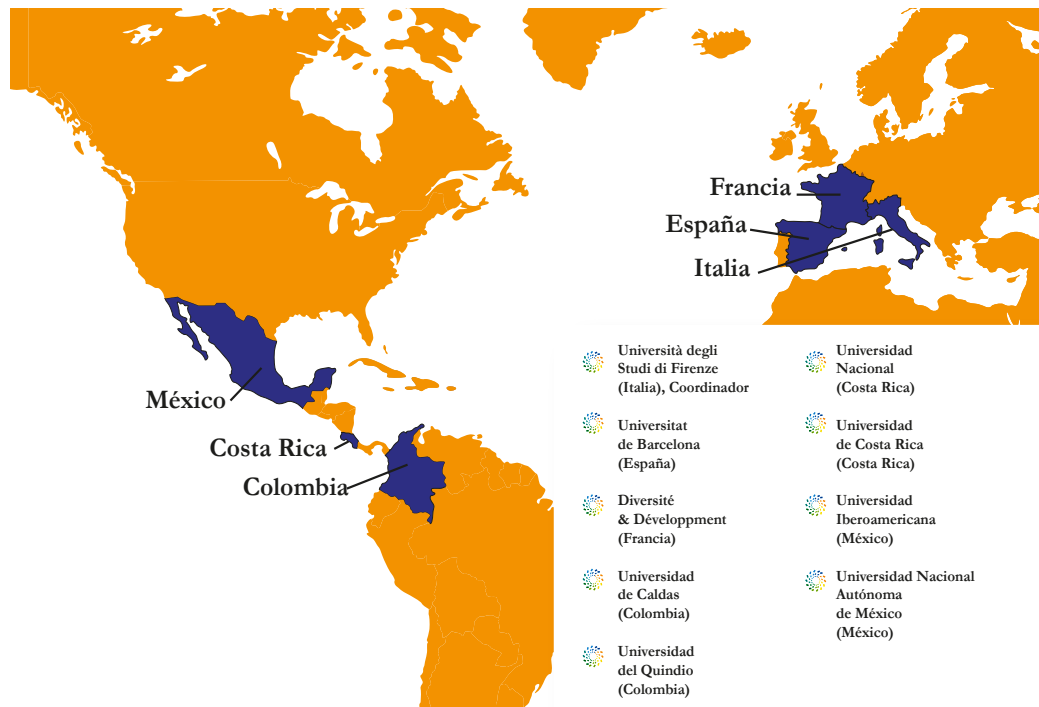 Francia
España
Italia
México
Costa Rica
Colombia
Università degli
Studi di Firenze
(Italia), Coordinador
Universitat
de Barcelona
(España)
Diversité
& Développment
(Francia)
Universidad
de Caldas
(Colombia)
Universidad
del Quindio
(Colombia)
Universidad
Nacional
(Costa Rica)
Universidad
de Costa Rica
(Costa Rica)
Universidad
Iberoamericana
(México)
Universidad Nacional
Autónoma
de México
(México)